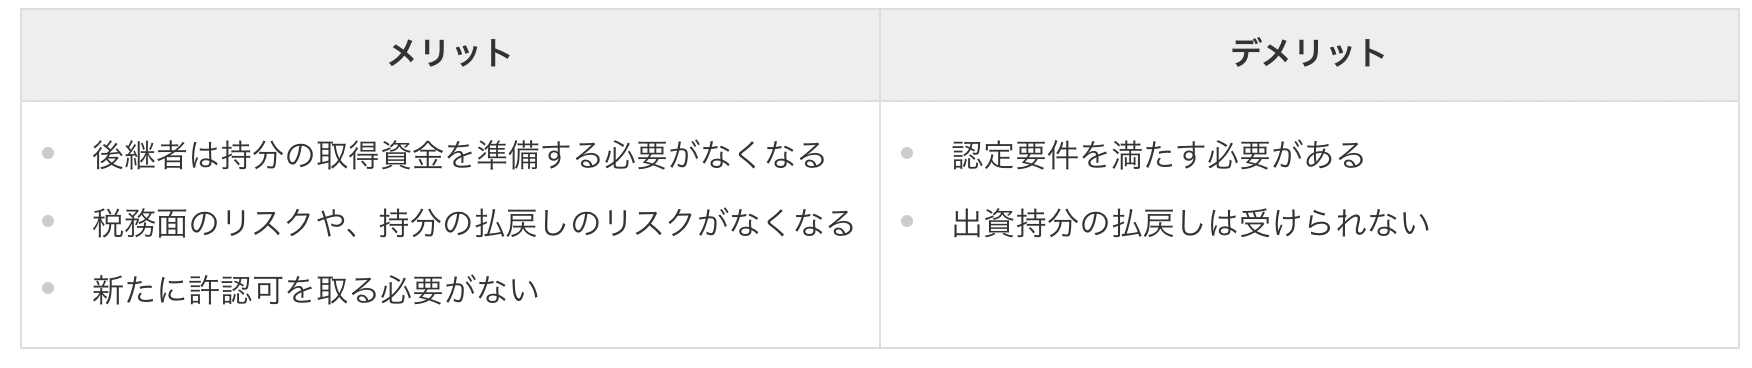 メリット
デメリット
後継者は持分の取得資金を準備する必要がなくなる
税務面のリスクや、持分の払戻しのリスクがなくなる
新たに許認可を取る必要がない
認定要件を満たす必要がある
出資持分の払戻しは受けられない